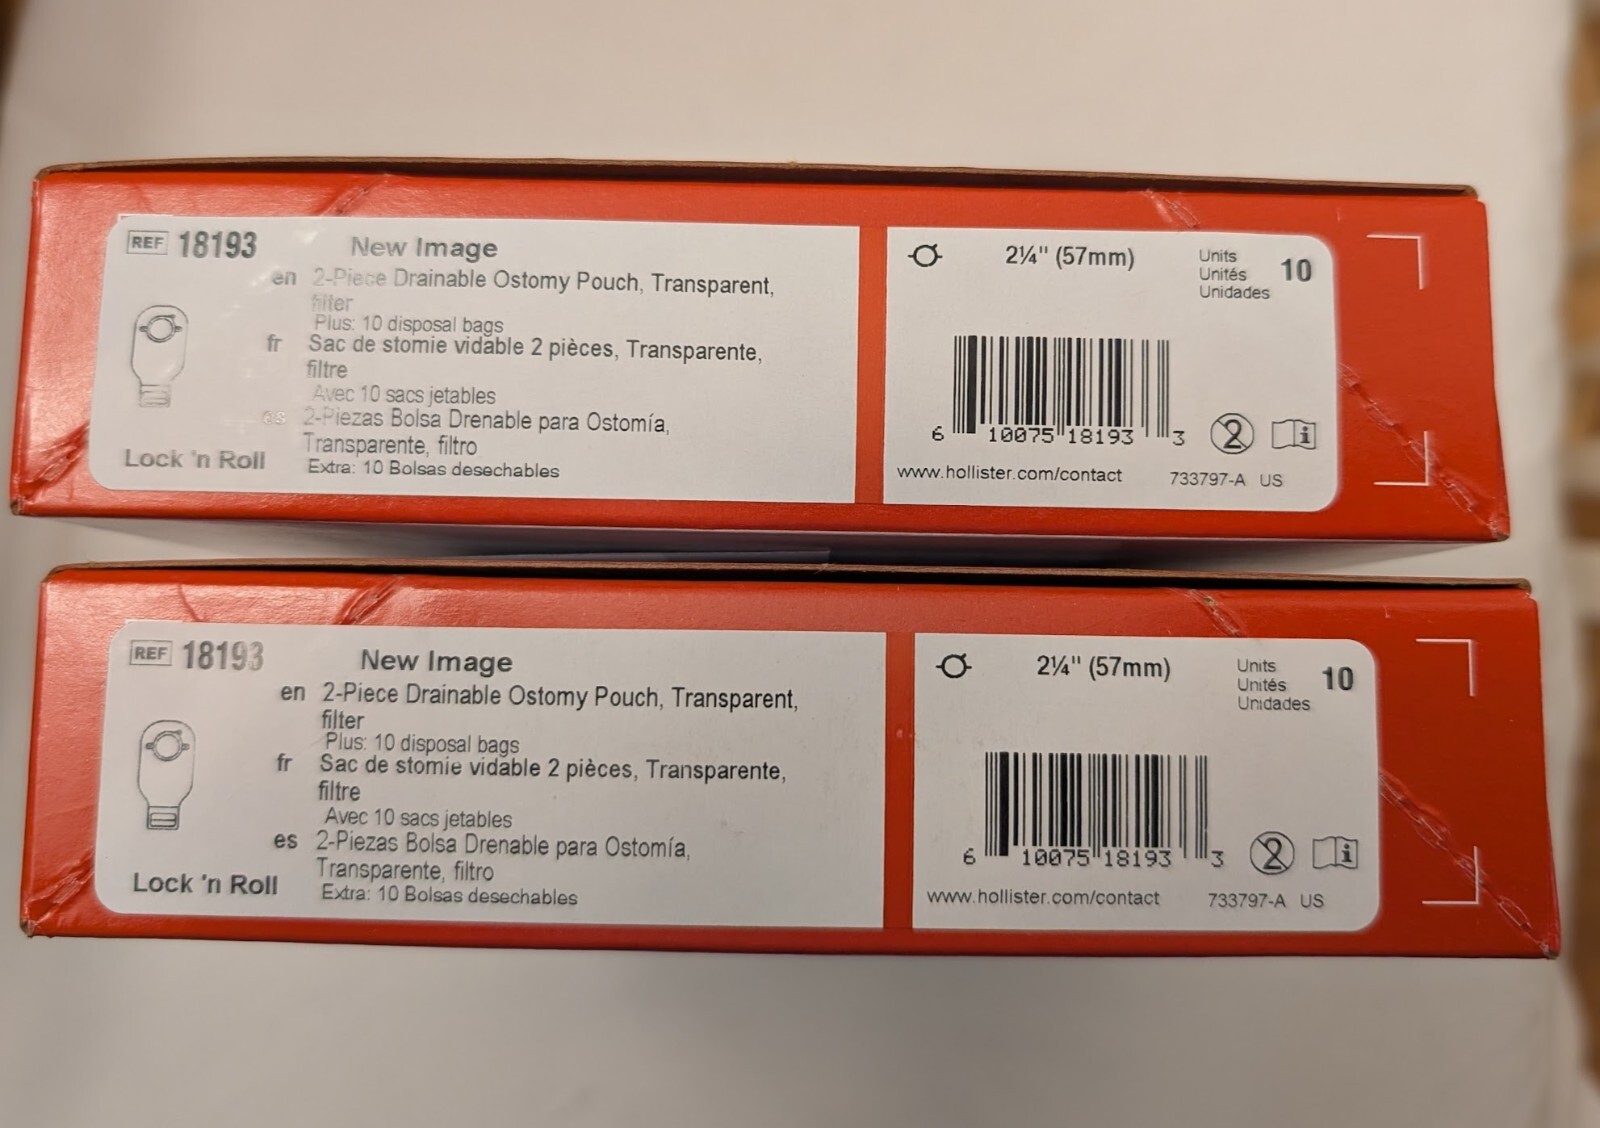 REF 18193 New Image
en 2-Piece Drainable Ostomy Pouch, Transparent,
filter
Plus: 10 disposal bags
fr Sac de stomie vidable 2 pièces, Transparente,
filtre
Avec 10 sacs jetables
es 2-Piezas Bolsa Drenable para Ostomía,
Transparente, filtro
Extra: 10 Bolsas desechables
Lock 'n Roll
2¼" (57mm)
Units
Unités
Unidades
10
6 10075 18193 3
2
i
www.hollister.com/contact 733797-A US
REF 18193 New Image
en 2-Piece Drainable Ostomy Pouch, Transparent,
filter
Plus: 10 disposal bags
fr Sac de stomie vidable 2 pièces, Transparente,
filtre
Avec 10 sacs jetables
es 2-Piezas Bolsa Drenable para Ostomía,
Transparente, filtro
Extra: 10 Bolsas desechables
Lock 'n Roll
2¼" (57mm)
Units
Unités
Unidades
10
6 10075 18193 3
2
i
www.hollister.com/contact 733797-A US